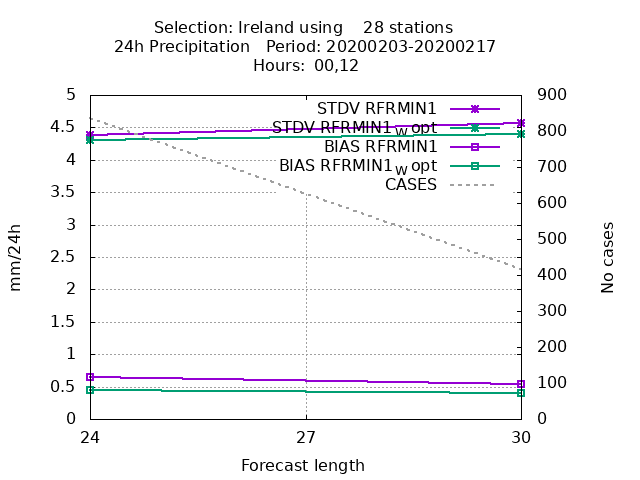 Selection: Ireland using 28 stations
24h Precipitation Period: 20200203-20200217
Hours: 00,12
5 900
STDV RFRMIN1
4.5 STDV RFRMIN1w opt 800
BIAS RFRMIN1
4 BIAS RFRMIN1w opt 700
CASES
3.5 600
3 500
mm/24h
No cases
2.5 400
2 300
1.5 200
1 100
0.5
0 0
24 27 30
Forecast length